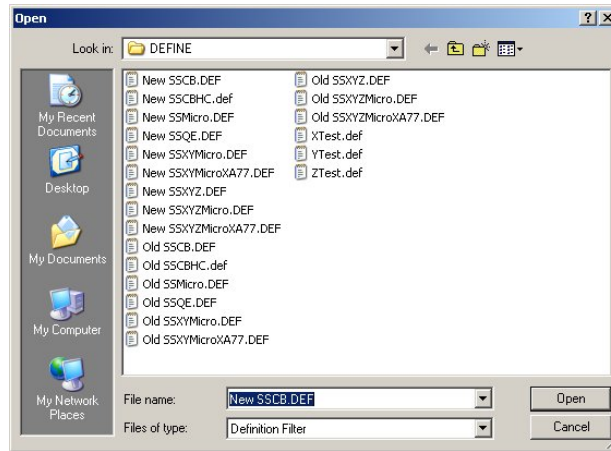 Open
Look in:
DEFINE
My Recent
Documents
Desktop
My Documents
My Computer
My Network
Places
New SSCB.DEF
New SSCBHC.def
New SSMicro.DEF
New SSQE.DEF
New SSXYMicro.DEF
New SSXYMicroXA77.DEF
New SSXYZ.DEF
New SSXYZMicro.DEF
New SSXYZMicroXA77.DEF
Old SSCB.DEF
Old SSCBHC.def
Old SSMicro.DEF
Old SSQE.DEF
Old SSXYMicro.DEF
Old SSXYMicroXA77.DEF
Old SSXYZ.DEF
Old SSXYZMicro.DEF
Old SSXYZMicroXA77.DEF
XTest.def
YTest.def
ZTest.def
File name:
New SSCB.DEF
Open
Files of type:
Definition Filter
Cancel